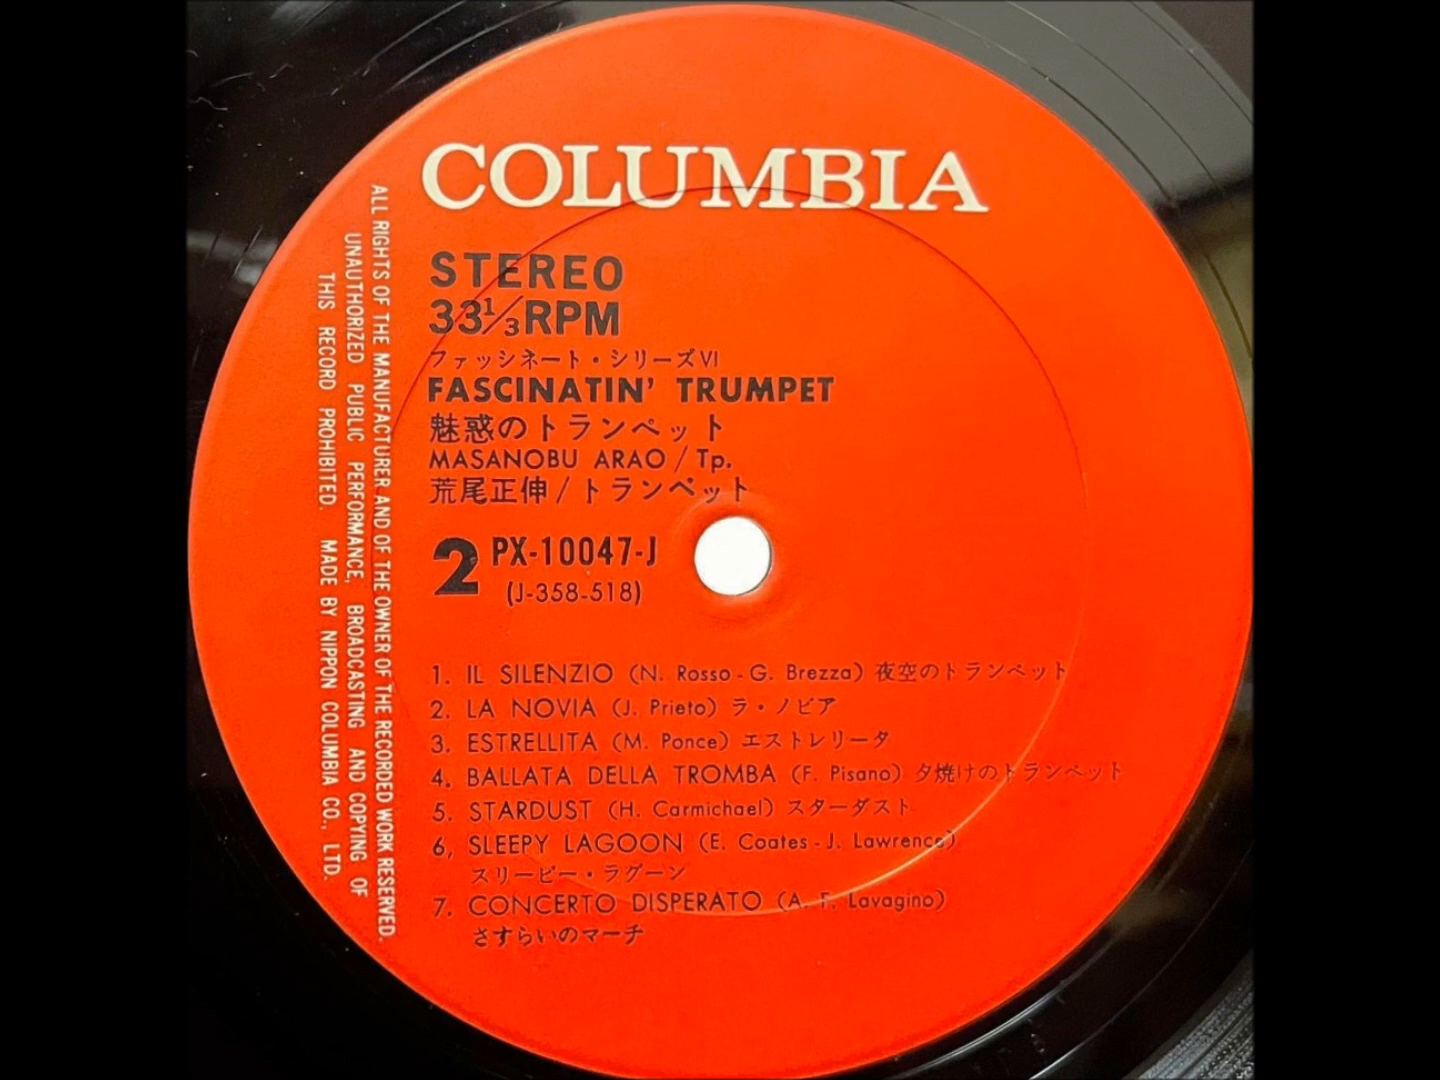 COLUMBIA
STEREO
33 1/3 RPM
ファッシネート・シリーズⅥ
FASCINATIN' TRUMPET
魅惑のトランペット
MASANOBU ARAO / Tp.
荒尾正伸 / トランペット
2 PX-10047-J
(J-358-518)
1. IL SILENZIO (N. Rosso - G. Brezza) 夜空のトランペット
2. LA NOVIA (J. Prieto) ラ・ノビア
3. ESTRELLITA (M. Ponce) エストレリータ
4. BALLATA DELLA TROMBA (F. Pisano) 夕焼けのトランペット
5. STARDUST (H. Carmichael) スターダスト
6, SLEEPY LAGOON (E. Coates - J. Lawrence)
スリーピー・ラグーン
7. CONCERTO DISPERATO (A. F. Lavagino)
さすらいのマーチ
ALL RIGHTS OF THE MANUFACTURER AND OF THE OWNER OF THE RECORDED WORK RESERVED.
UNAUTHORIZED PUBLIC PERFORMANCE, BROADCASTING AND COPYING OF
THIS RECORD PROHIBITED. MADE BY NIPPON COLUMBIA CO., LTD.